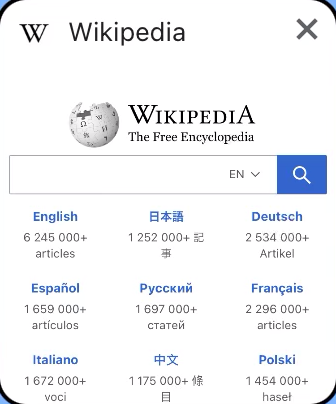 W Wikipedia
WIKIPEDIA
The Free Encyclopedia
EN
English 日本語 Deutsch
6 245 000+ 1 252 000+ 記 2 534 000+
articles 事 Artikel
Español Русский Français
1 659 000+ 1 697 000+ 2 296 000+
artículos статей articles
Italiano 中文 Polski
1 672 000+ 1 175 000+ 條 1 454 000+
voci 目 haseł